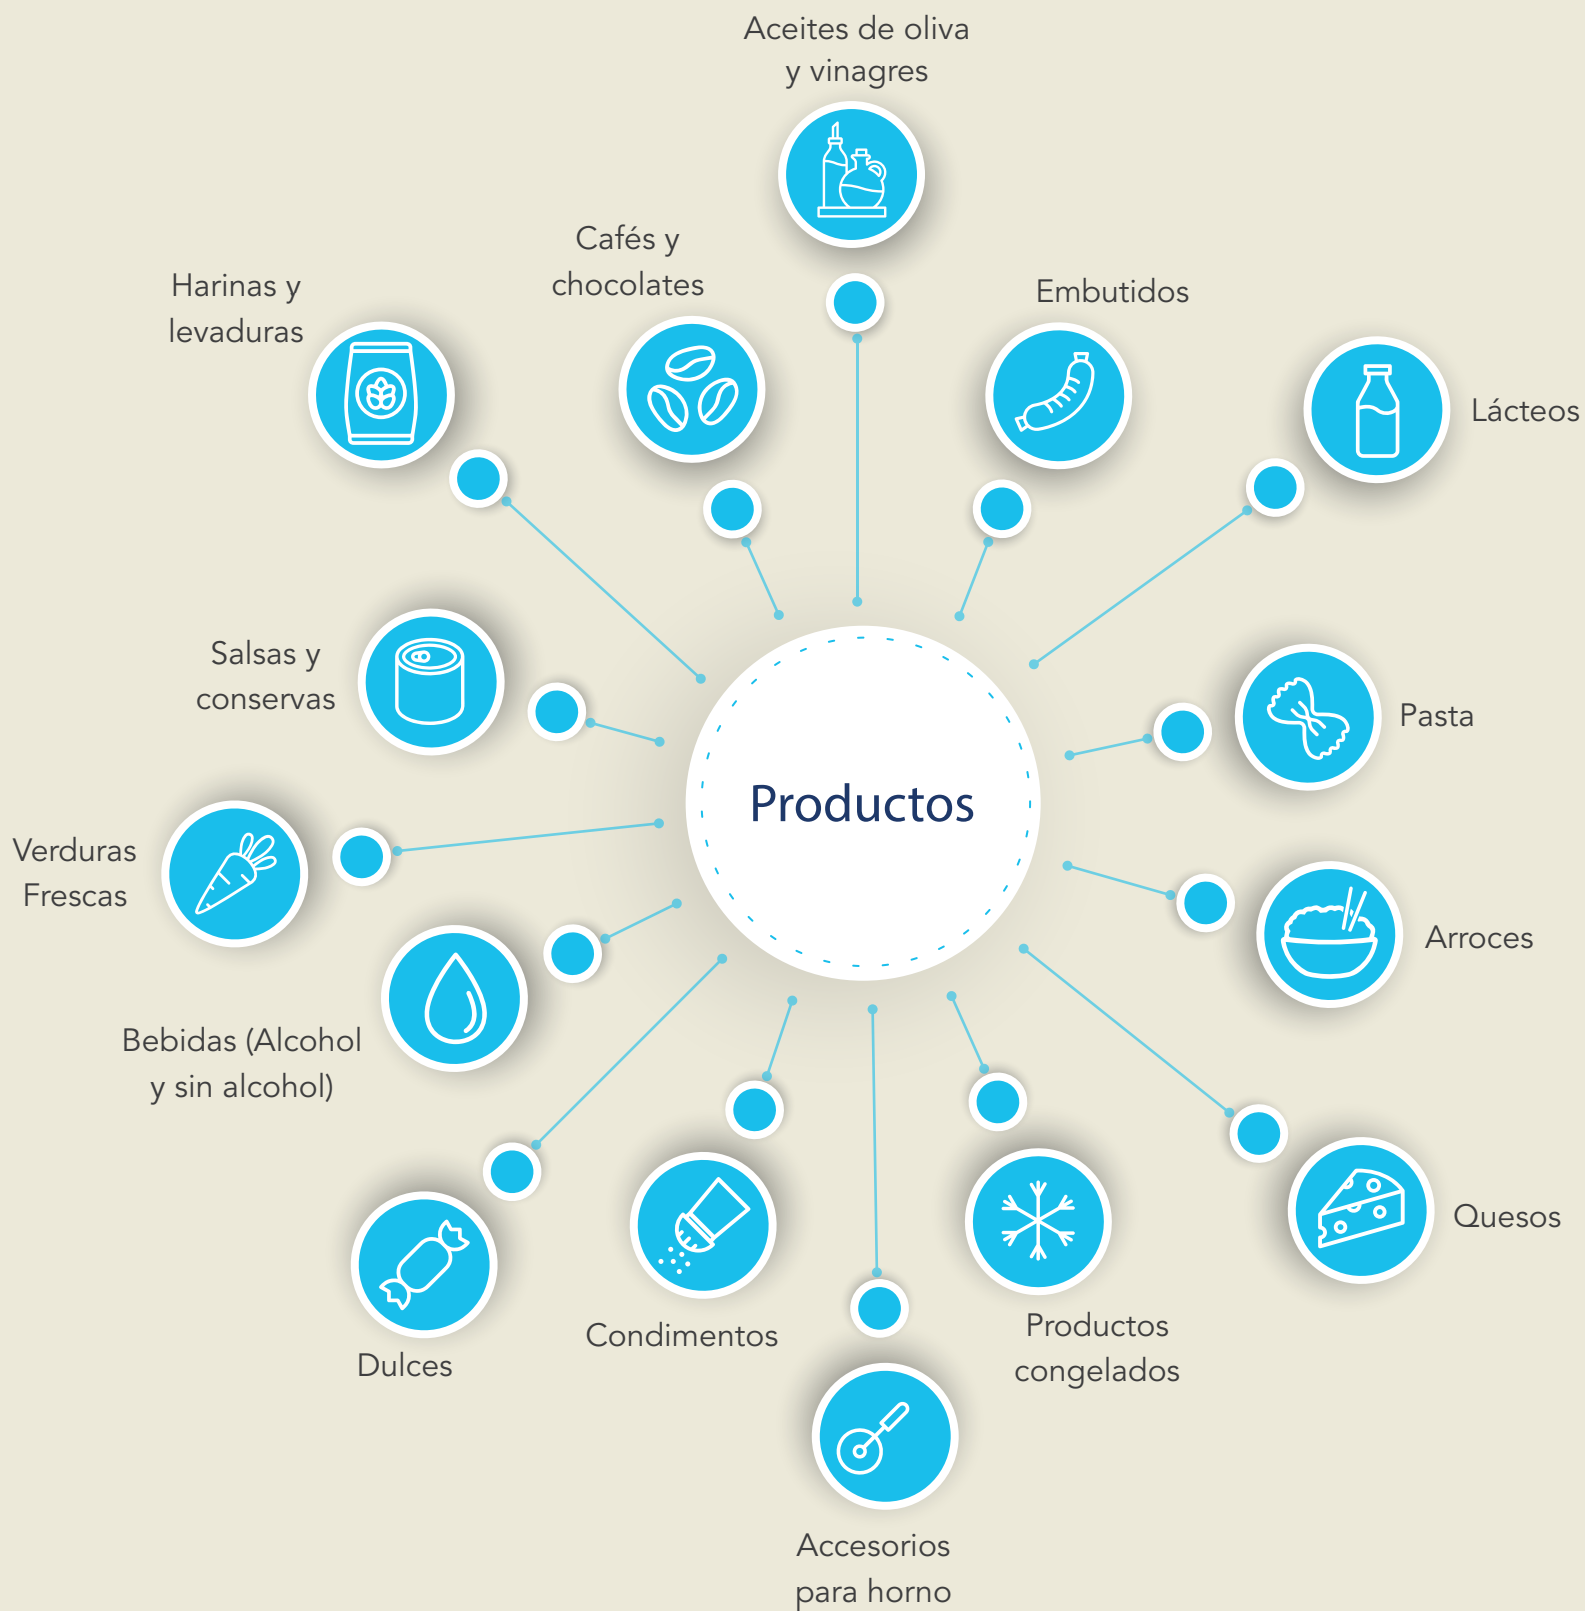 Aceites de oliva
y vinagres
Cafés y
chocolates
Harinas y
levaduras
Embutidos
Lácteos
Salsas y
conservas
Pasta
Productos
Verduras
Frescas
Arroces
Bebidas (Alcohol
y sin alcohol)
Quesos
Dulces
Condimentos
Productos
congelados
Accesorios
para horno